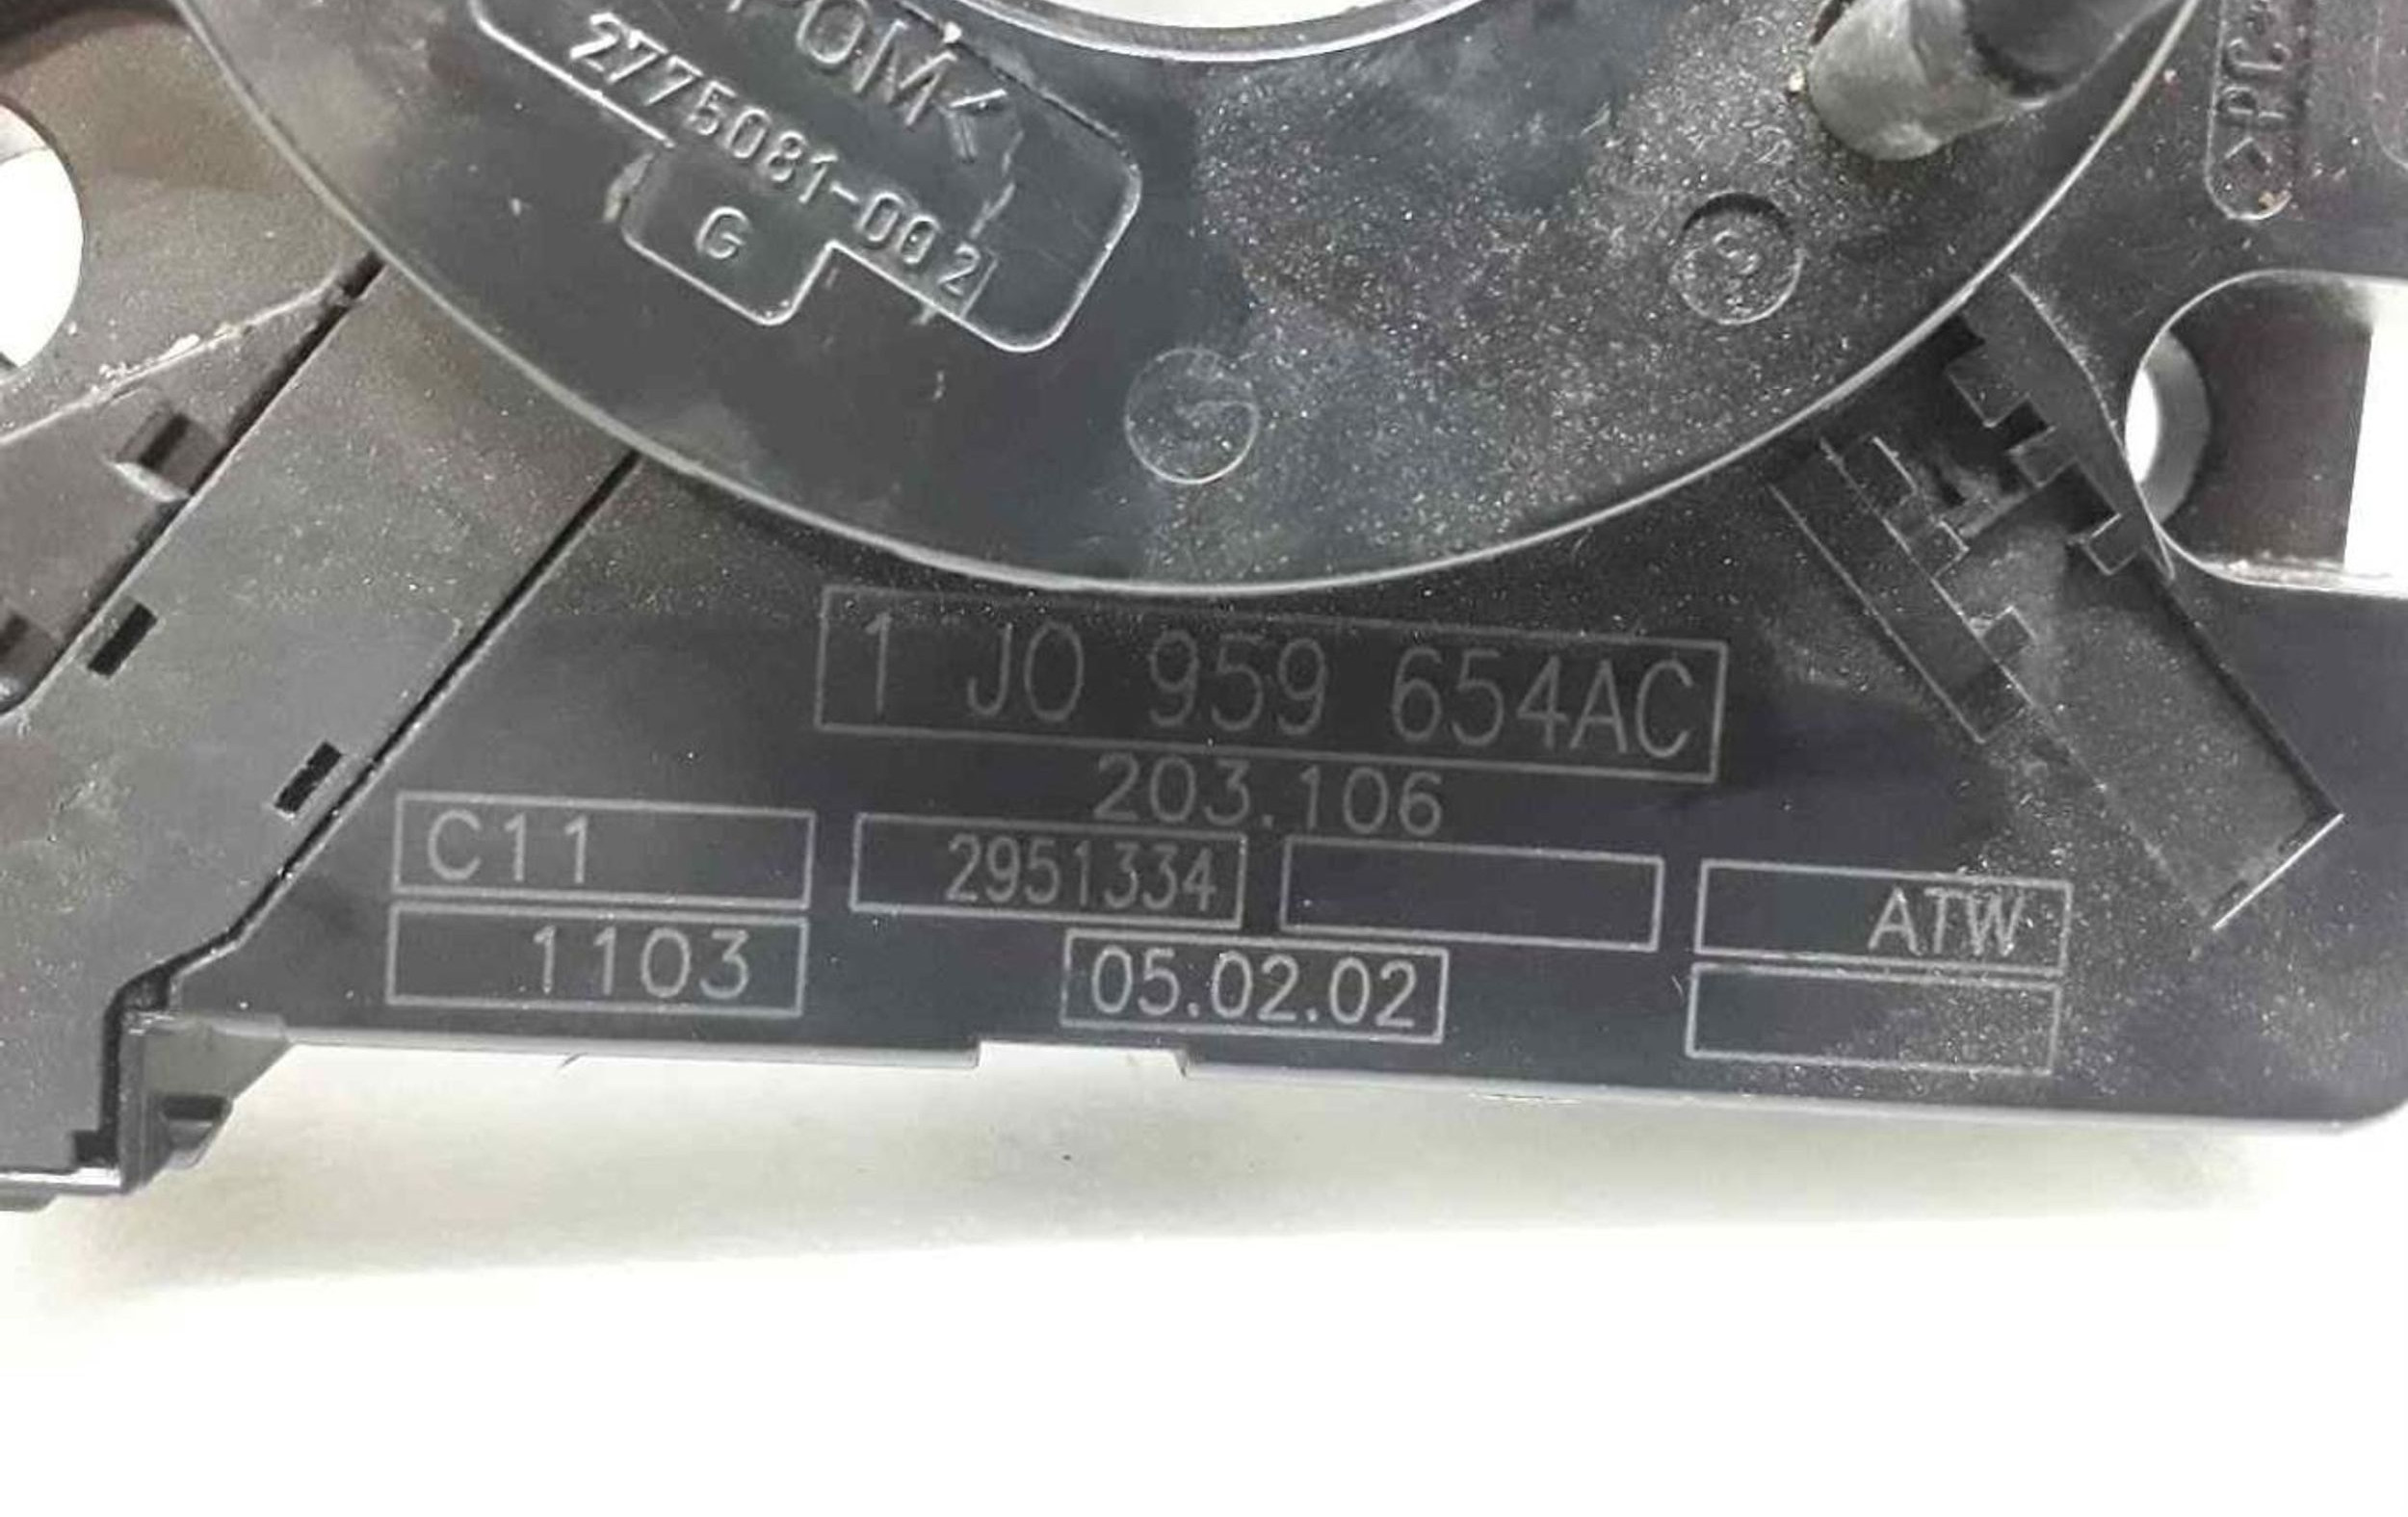 POM<
2775081-002
G
1 J0 959 654AC
203.106
C11
2951334
ATW
1103
05.02.02